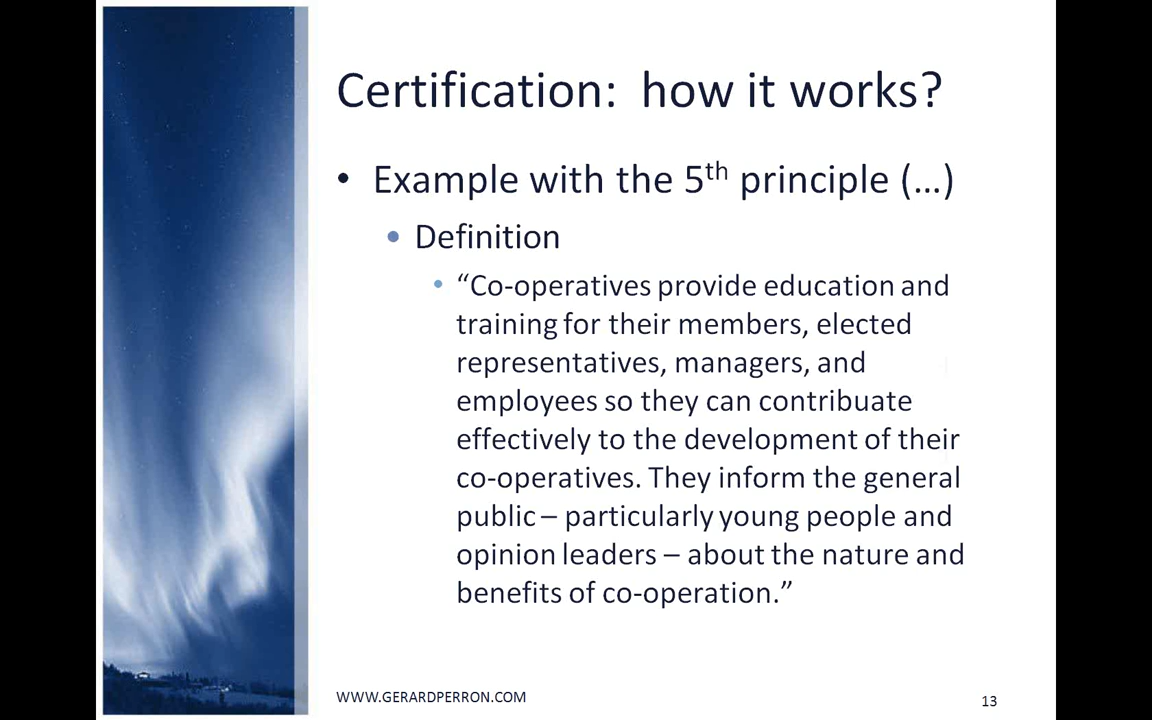 Certification: how it works?
• Example with the 5th principle (…)
• Definition
• “Co-operatives provide education and
training for their members, elected
representatives, managers, and
employees so they can contribuate
effectively to the development of their
co-operatives. They inform the general
public – particularly young people and
opinion leaders – about the nature and
benefits of co-operation.”
WWW.GERARDPERRON.COM
13